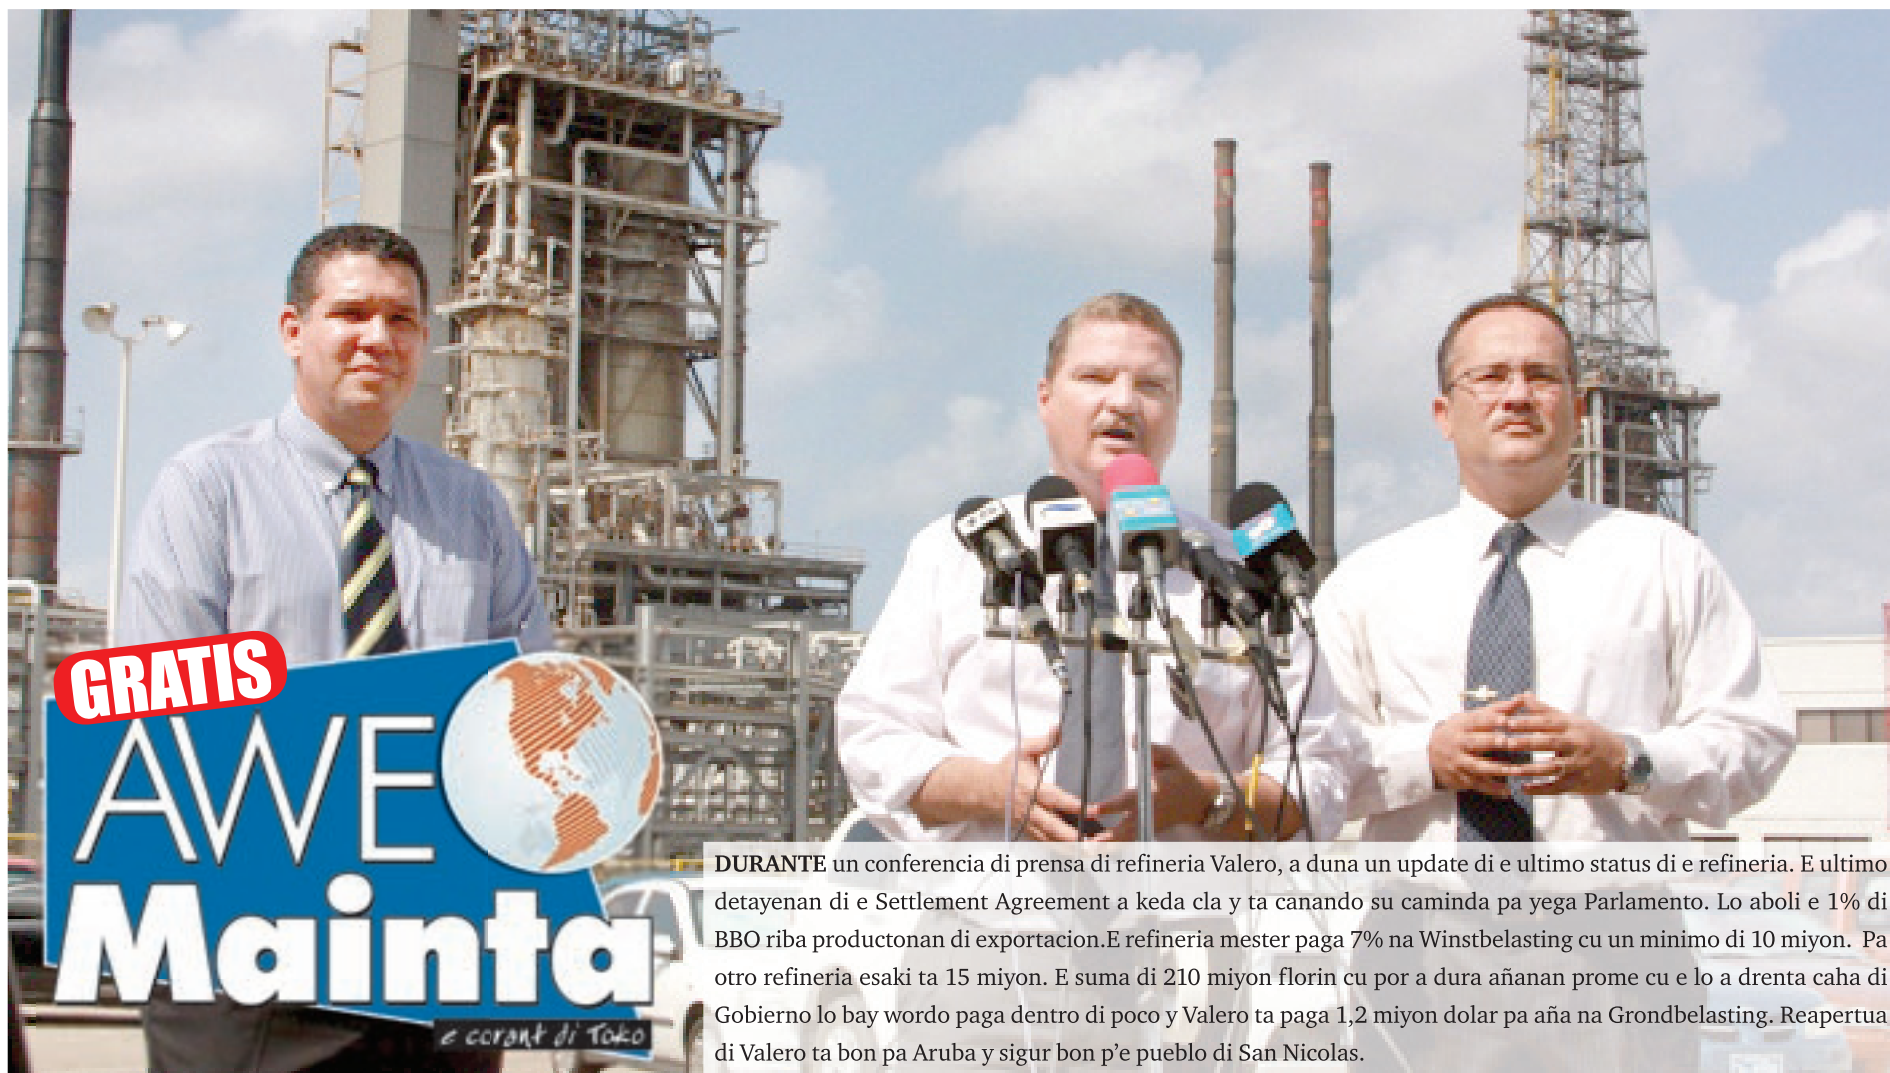 GRATIS
AWE
Mainta
e corant di Toko
DURANTE un conferencia di prensa di refineria Valero, a duna un update di e ultimo status di e refineria. E ultimo
detayenan di e Settlement Agreement a keda cla y ta canando su caminda pa yega Parlamento. Lo aboli e 1% di
BBO riba productonan di exportacion.E refineria mester paga 7% na Winstbelasting cu un minimo di 10 miyon. Pa
otro refineria esaki ta 15 miyon. E suma di 210 miyon florin cu por a dura añanan prome cu e lo a drenta caha di
Gobierno lo bay wordo paga dentro di poco y Valero ta paga 1,2 miyon dolar pa aña na Grondbelasting. Reapertua
di Valero ta bon pa Aruba y sigur bon p’e pueblo di San Nicolas.